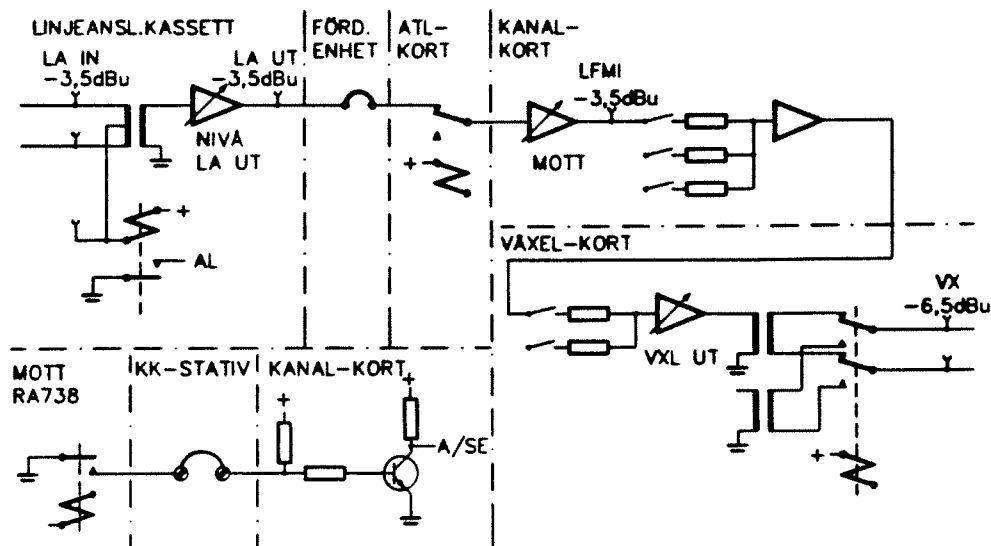 LINJEANSL.KASSETT
FÖRD.
ENHET
ATL-
KORT
KANAL-
KORT
LA IN
-3,5dBu
LA UT
-3,5dBu
LFMI
-3,5dBu
NIVÅ
LA UT
MOTT
+
+
AL
VÄXEL-KORT
VX
-6,5dBu
VXL UT
MOTT
RA738
KK-STATIV
KANAL-KORT
+
+
A/SE
+